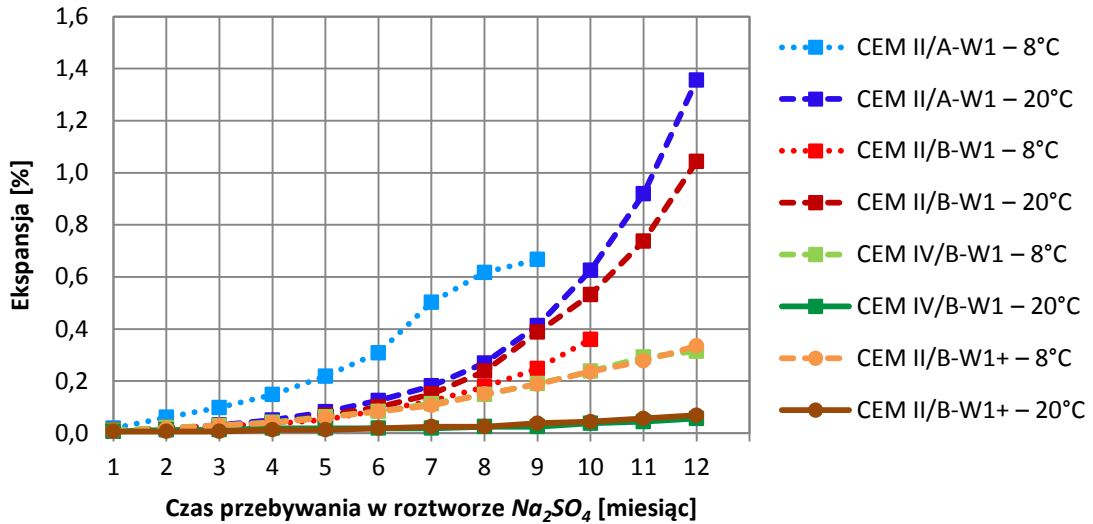 1,6
1,4
1,2
1,0
0,8
0,6
0,4
0,2
0,0
Ekspansja [%]
1 2 3 4 5 6 7 8 9 10 11 12
Czas przebywania w roztworze Na₂SO₄ [miesiąc]
CEM II/A-W1 – 8°C
CEM II/A-W1 – 20°C
CEM II/B-W1 – 8°C
CEM II/B-W1 – 20°C
CEM IV/B-W1 – 8°C
CEM IV/B-W1 – 20°C
CEM II/B-W1+ – 8°C
CEM II/B-W1+ – 20°C